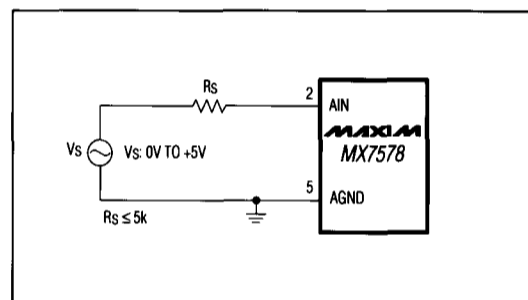 RS
2
AIN
MAXIM
MX7578
VS
VS: 0V TO +5V
5
AGND
RS ≤ 5k